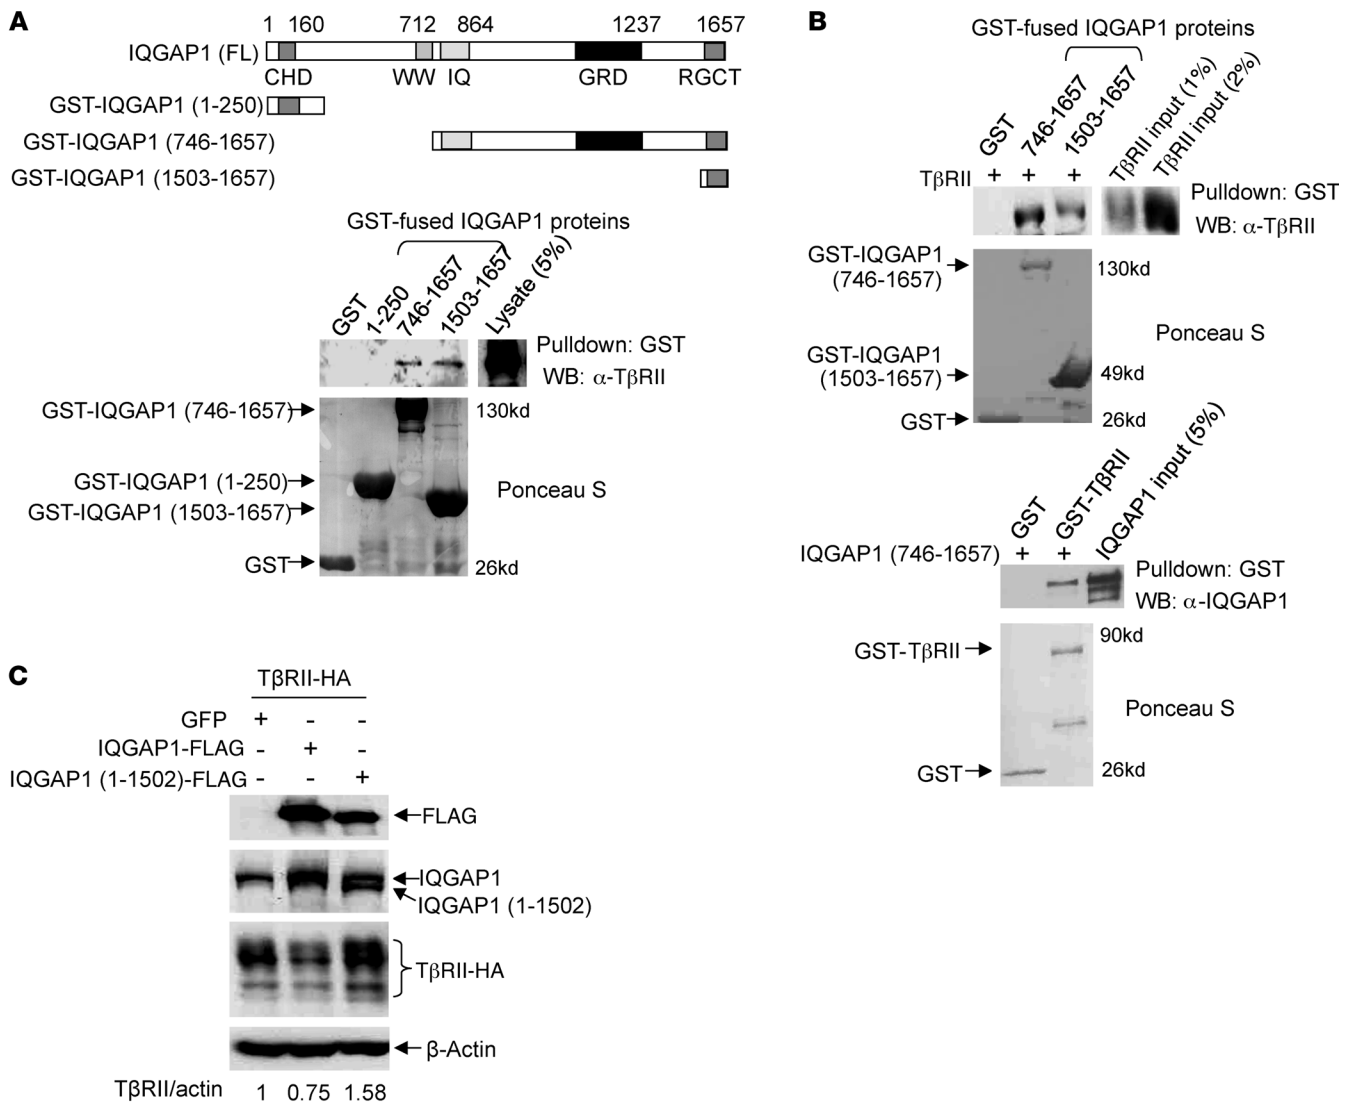 A
1 160 712 864 1237 1657
IQGAP1 (FL)
CHD WW IQ GRD RGCT
GST-IQGAP1 (1-250)
GST-IQGAP1 (746-1657)
GST-IQGAP1 (1503-1657)
GST-fused IQGAP1 proteins
GST
1-250
746-1657
1503-1657
Lysate (5%)
Pulldown: GST
WB: α-TβRII
GST-IQGAP1 (746-1657)
130kd
GST-IQGAP1 (1-250)
Ponceau S
GST-IQGAP1 (1503-1657)
GST
26kd
B
GST-fused IQGAP1 proteins
GST
746-1657
1503-1657
TβRII input (1%)
TβRII input (2%)
TβRII + + +
Pulldown: GST
WB: α-TβRII
GST-IQGAP1
(746-1657)
130kd
Ponceau S
GST-IQGAP1
(1503-1657)
49kd
GST
26kd
GST
GST-TβRII
IQGAP1 input (5%)
IQGAP1 (746-1657) + +
Pulldown: GST
WB: α-IQGAP1
90kd
GST-TβRII
Ponceau S
GST
26kd
C
TβRII-HA
GFP + - -
IQGAP1-FLAG - + -
IQGAP1 (1-1502)-FLAG - - +
FLAG
IQGAP1
IQGAP1 (1-1502)
TβRII-HA
β-Actin
TβRII/actin 1 0.75 1.58